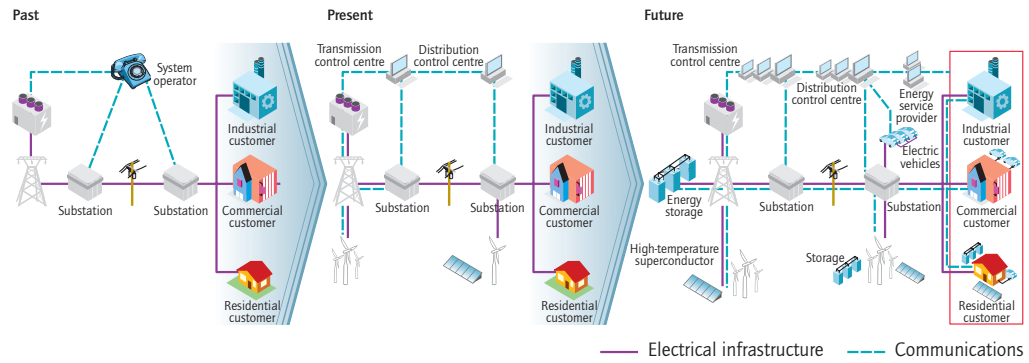 Past
System
operator
Substation
Substation
Industrial
customer
Commercial
customer
Residential
customer
Present
Transmission
control centre
Distribution
control centre
Substation
Substation
Industrial
customer
Commercial
customer
Residential
customer
Future
Transmission
control centre
Distribution
control centre
Energy
service
provider
Electric
vehicles
Energy
storage
Substation
Substation
High-temperature
superconductor
Storage
Industrial
customer
Commercial
customer
Residential
customer
Electrical infrastructure
Communications